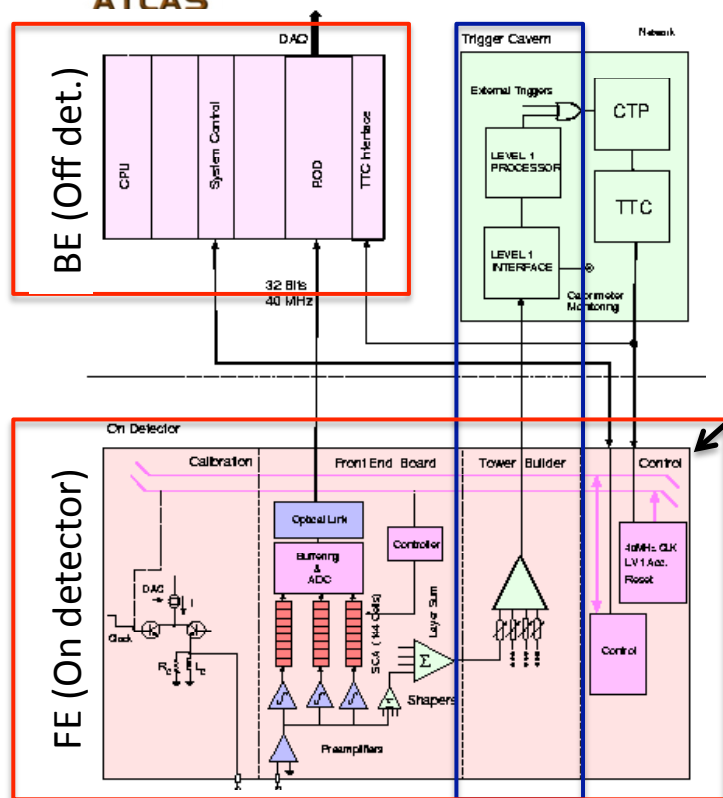 ATLAS
DAQ
Trigger Cavern
Network
BE (Off det.)
CPU
System Control
ROD
TTC Interface
External Triggers
CTP
LEVEL 1
PROCESSOR
TTC
LEVEL 1
INTERFACE
Calorimeter
Monitoring
32 Bits
40 MHz
On Detector
FE (On detector)
Calibration
Front End Board
Tower Builder
Control
Optical Link
Controller
Buffering
&
ADC
40MHz CLK
LV1 Acc.
Reset
DAC
I
Clock
SCA (144 Cells)
Layer Sum
Σ
Σ
Shapers
Control
Preamplifiers